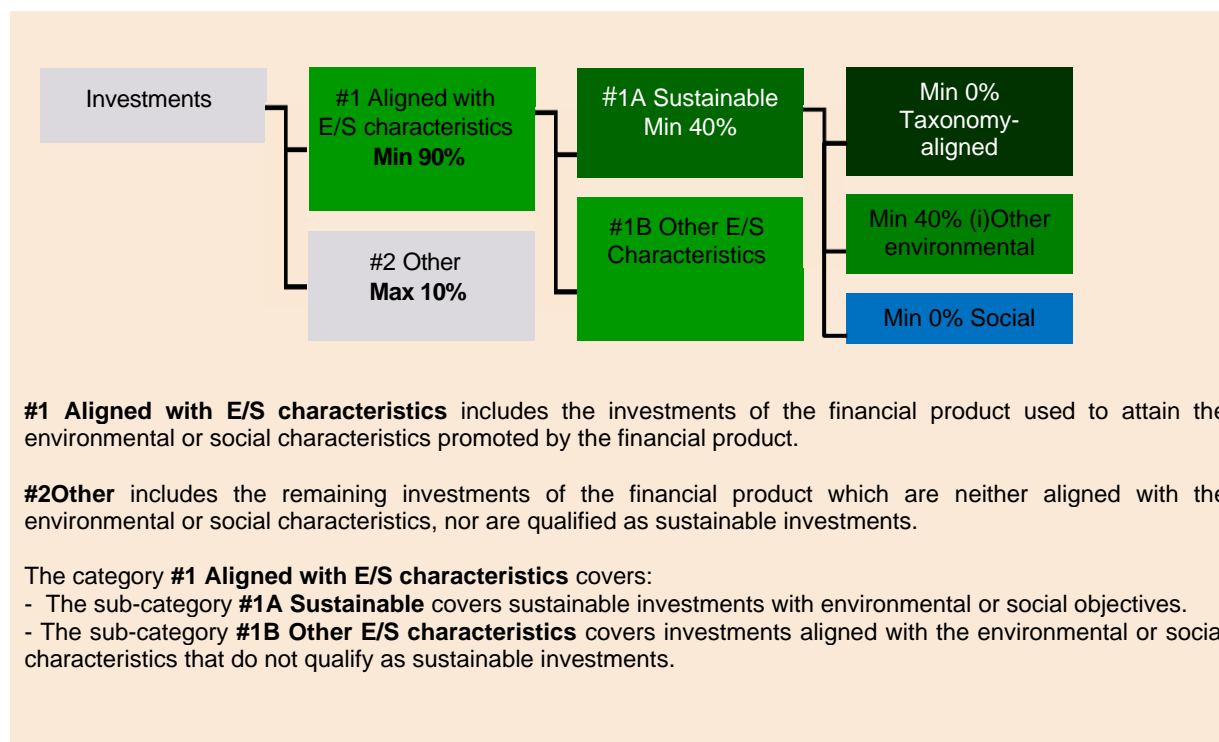 Investments
#1 Aligned with
E/S characteristics
Min 90%
#2 Other
Max 10%
#1A Sustainable
Min 40%
#1B Other E/S
Characteristics
Min 0%
Taxonomy-
aligned
Min 40% (i)Other
environmental
Min 0% Social
#1 Aligned with E/S characteristics includes the investments of the financial product used to attain the
environmental or social characteristics promoted by the financial product.
#2Other includes the remaining investments of the financial product which are neither aligned with the
environmental or social characteristics, nor are qualified as sustainable investments.
The category #1 Aligned with E/S characteristics covers:
- The sub-category #1A Sustainable covers sustainable investments with environmental or social objectives.
- The sub-category #1B Other E/S characteristics covers investments aligned with the environmental or social
characteristics that do not qualify as sustainable investments.